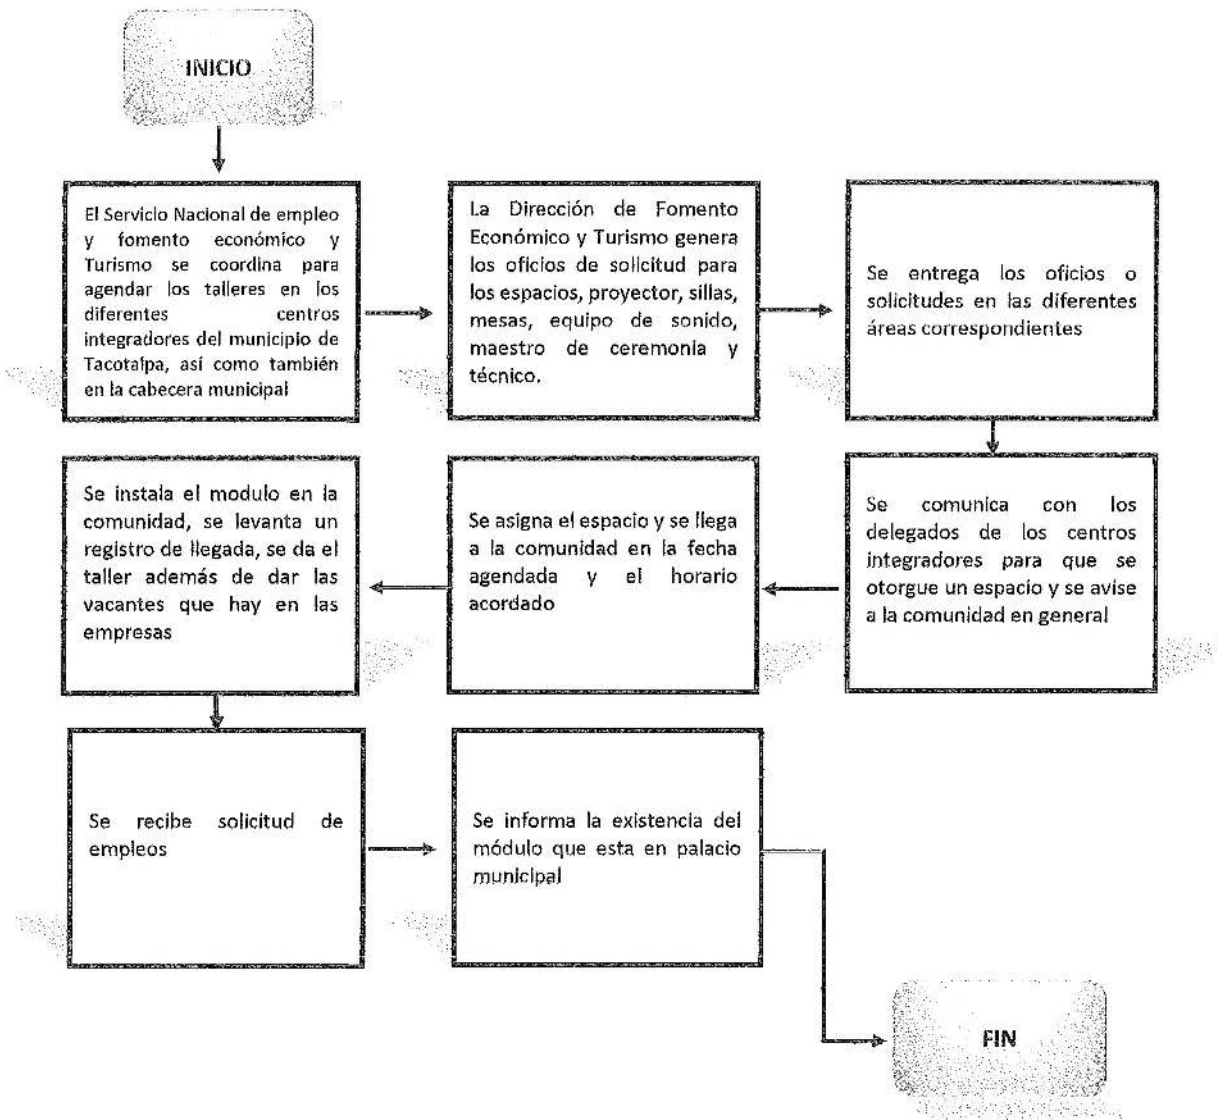 INICIO
El Servicio Nacional de empleo
y fomento económico y
Turismo se coordina para
agendar los talleres en los
diferentes centros
integradores del municipio de
Tacotalpa, así como también
en la cabecera municipal
La Dirección de Fomento
Económico y Turismo genera
los oficios de solicitud para
los espacios, proyector, sillas,
mesas, equipo de sonido,
maestro de ceremonia y
técnico.
Se entrega los oficios o
solicitudes en las diferentes
áreas correspondientes
Se comunica con los
delegados de los centros
integradores para que se
otorgue un espacio y se avise
a la comunidad en general
Se asigna el espacio y se llega
a la comunidad en la fecha
agendada y el horario
acordado
Se instala el modulo en la
comunidad, se levanta un
registro de llegada, se da el
taller además de dar las
vacantes que hay en las
empresas
Se recibe solicitud de
empleos
Se informa la existencia del
módulo que esta en palacio
municipal
FIN